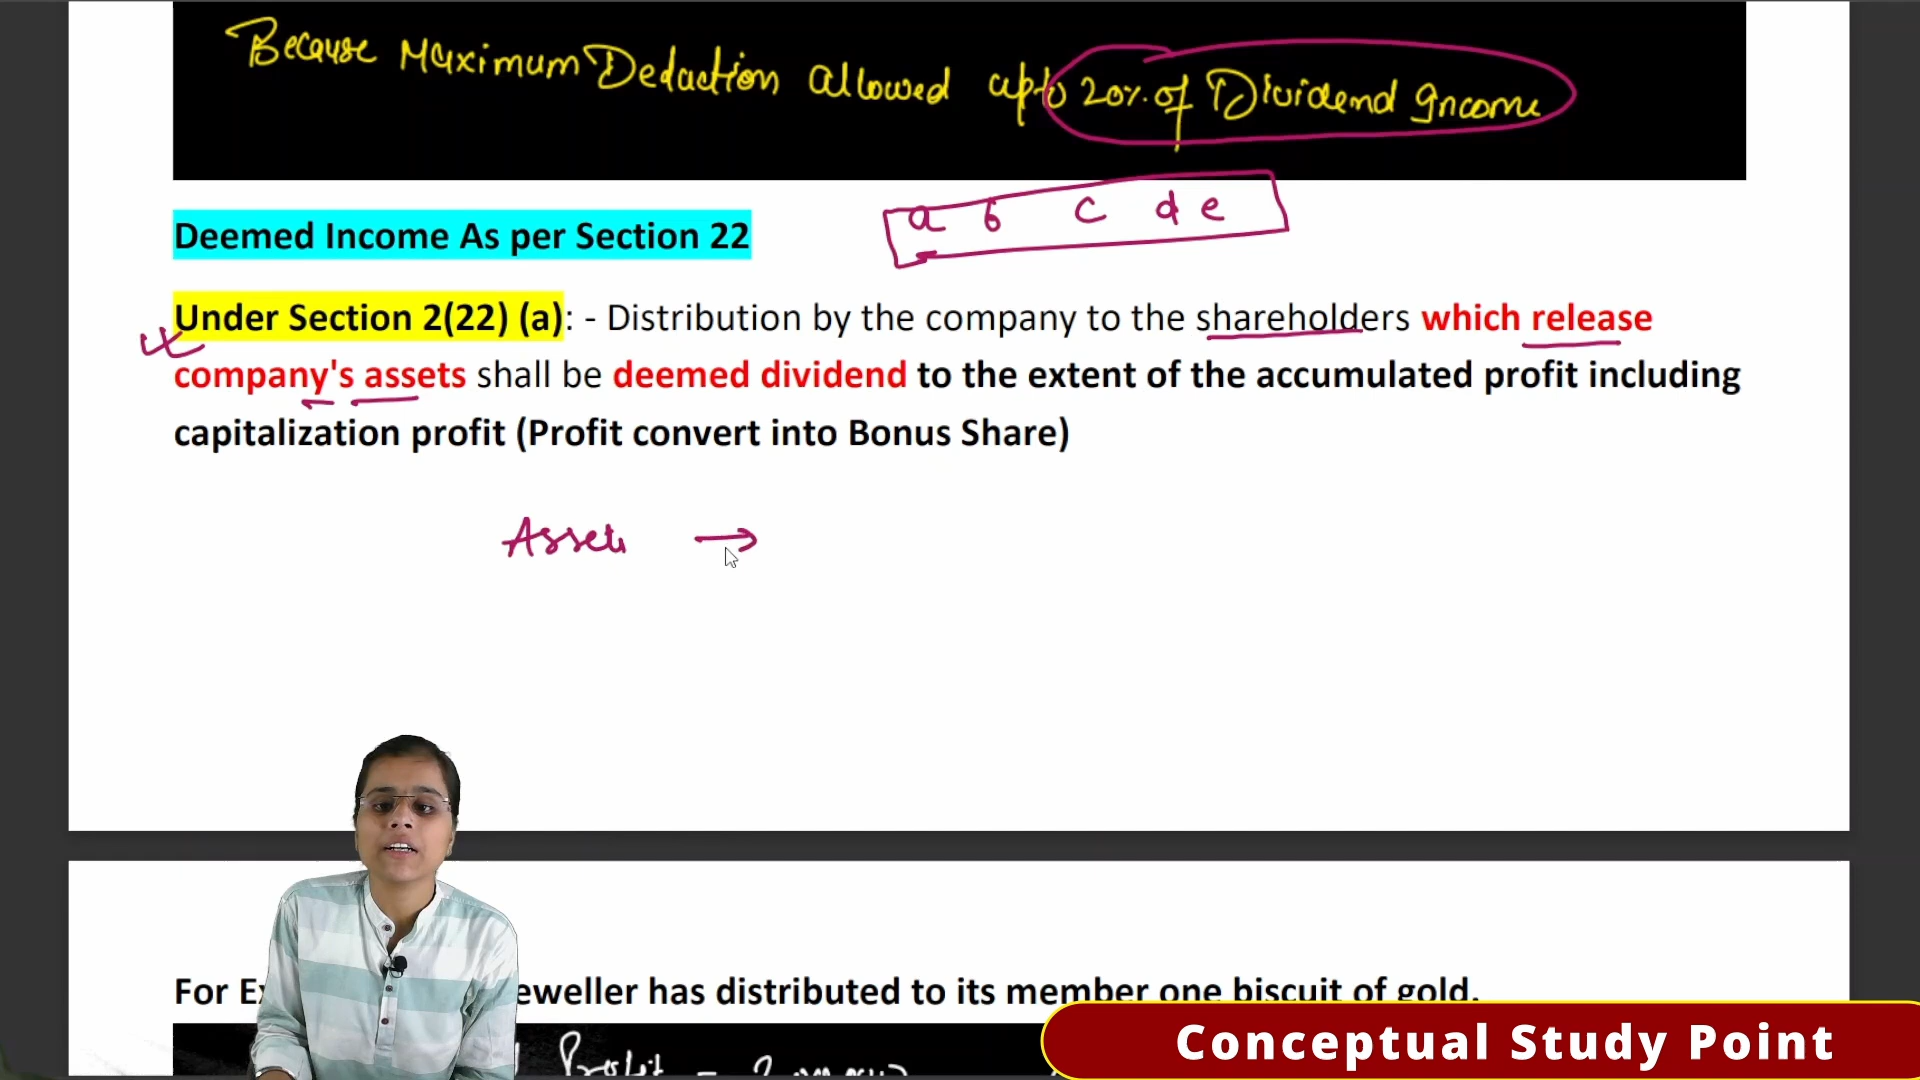 Because Maximum Deduction allowed upto 20% of Dividend Income
a b c d e
Deemed Income As per Section 22
Under Section 2(22) (a): - Distribution by the company to the shareholders which release
company's assets shall be deemed dividend to the extent of the accumulated profit including
capitalization profit (Profit convert into Bonus Share)
Assets →
For E eweller has distributed to its member one biscuit of gold.
Profit -
Conceptual Study Point